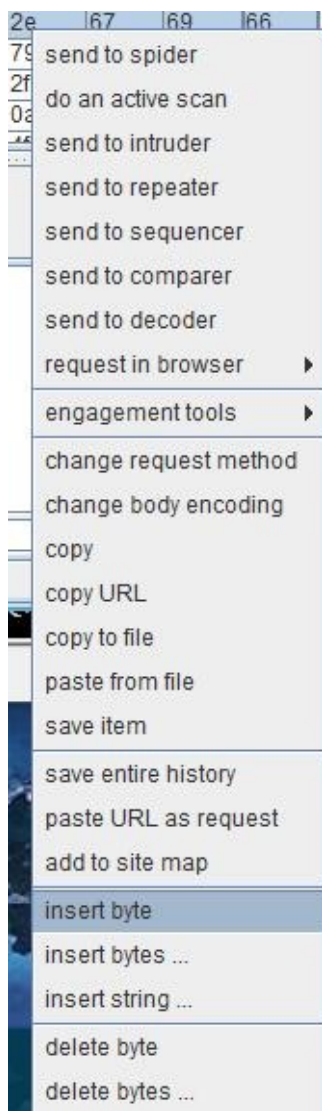 2e 67 69 66
79
2f
0a
send to spider
do an active scan
send to intruder
send to repeater
send to sequencer
send to comparer
send to decoder
request in browser
engagement tools
change request method
change body encoding
copy
copy URL
copy to file
paste from file
save item
save entire history
paste URL as request
add to site map
insert byte
insert bytes ...
insert string ...
delete byte
delete bytes ...